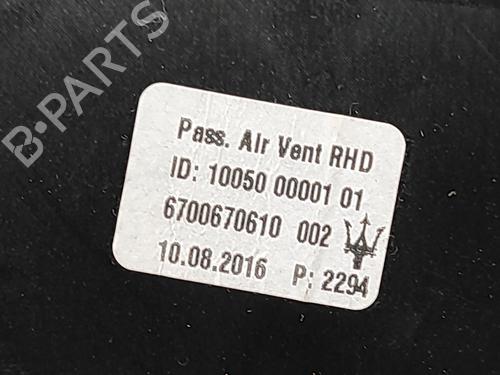 B-PARTS
Pass. Air Vent RHD
ID: 10050 00001 01
6700670610 002
10.08.2016 P: 2294